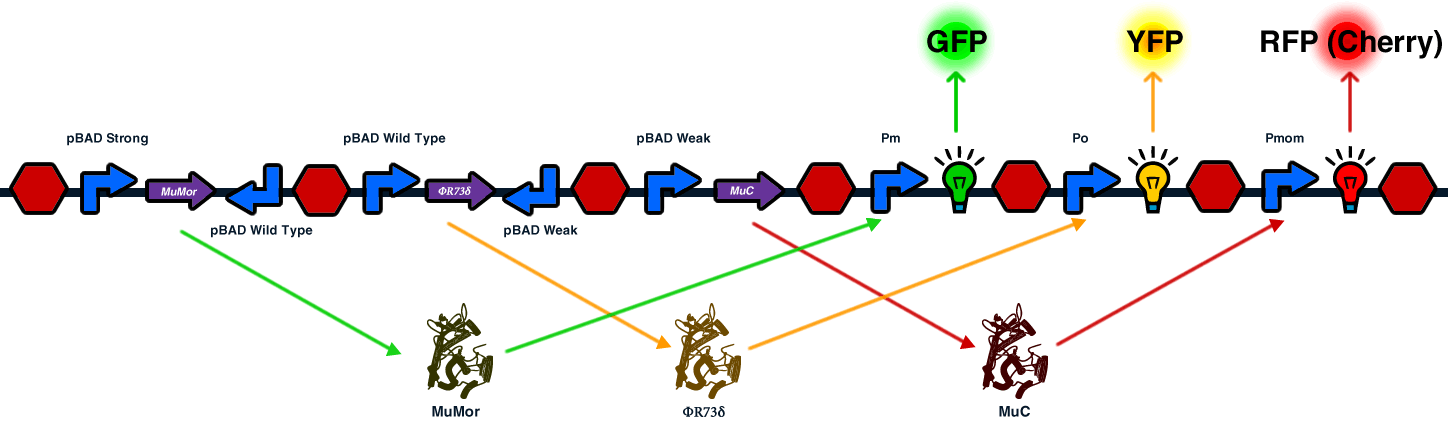 GFP
YFP
RFP (Cherry)
pBAD Strong
pBAD Wild Type
pBAD Weak
Pm
Po
Pmom
MuMor
ΦR73δ
MuC
pBAD Wild Type
pBAD Weak
MuMor
ΦR73δ
MuC